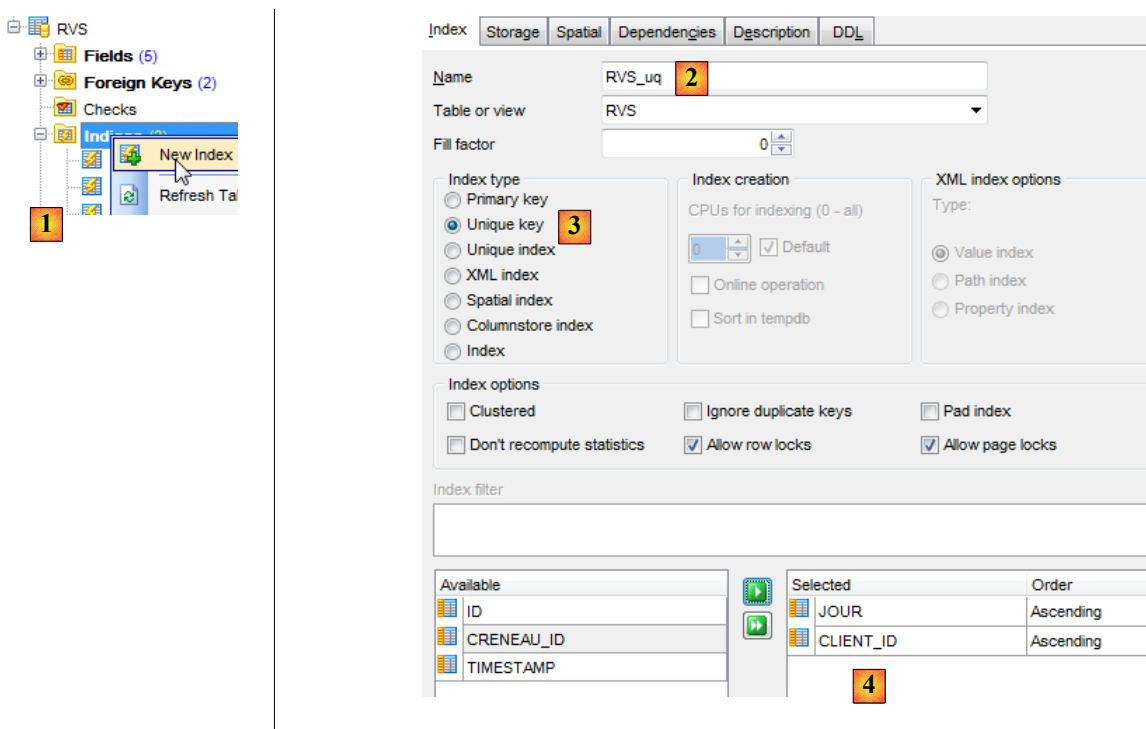 RVS
Fields (5)
Foreign Keys (2)
Checks
New Index
Refresh
1
Index Storage Spatial Dependencies Description DDL
Name RVS_uq 2
Table or view RVS
Fill factor 0
Index type Index creation XML index options
Primary key CPUs for indexing (0 - all) Type:
Unique key 3
0 Default
Unique index Value index
XML index Online operation Path index
Spatial index Sort in tempdb Property index
Columnstore index
Index
Index options
Clustered Ignore duplicate keys Pad index
Don't recompute statistics Allow row locks Allow page locks
Index filter
Available Selected Order
ID JOUR Ascending
CRENEAU_ID CLIENT_ID Ascending
TIMESTAMP
4